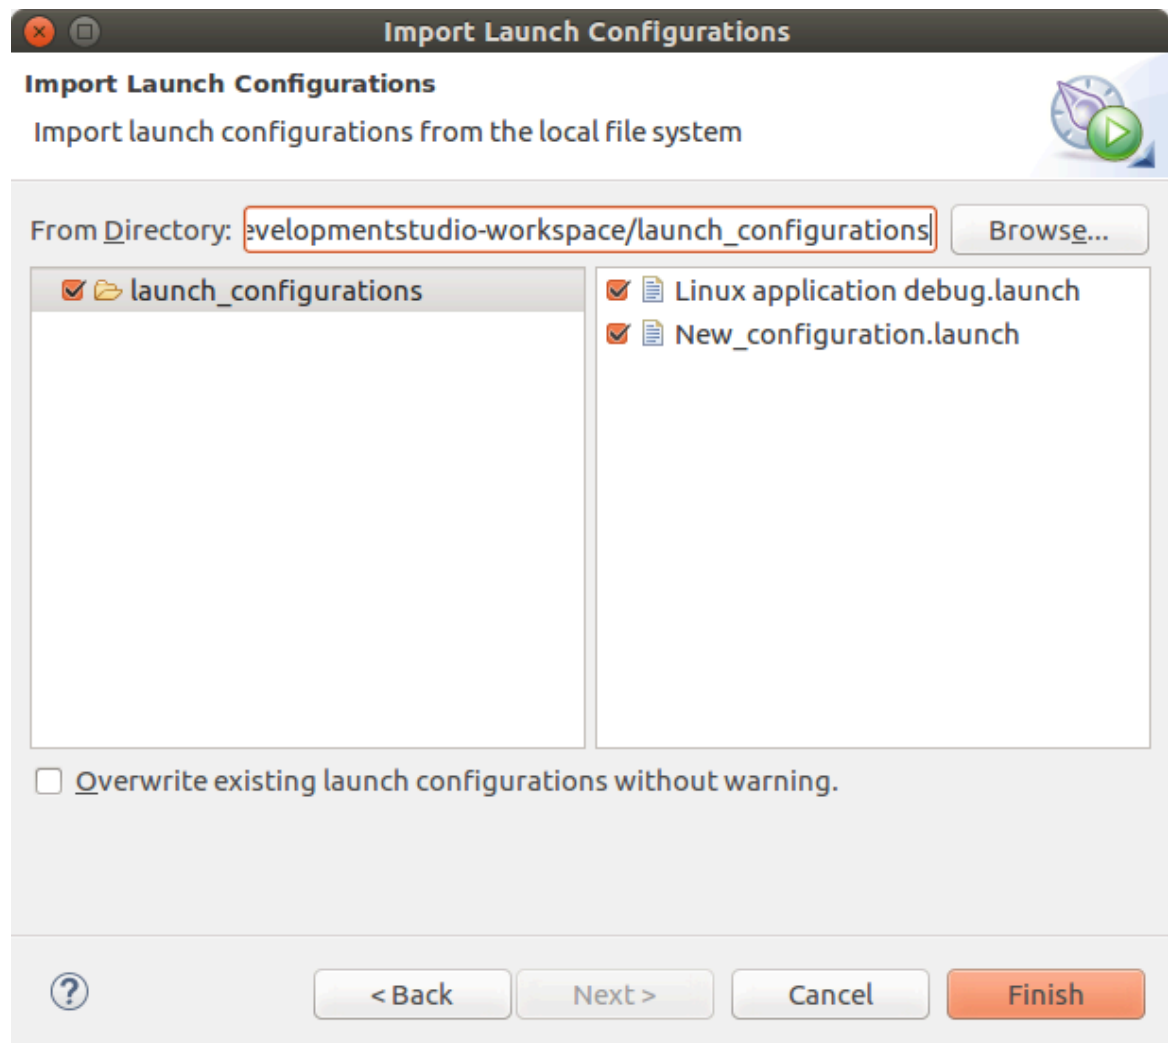 Import Launch Configurations
Import Launch Configurations
Import launch configurations from the local file system
From Directory: evelopmentstudio-workspace/launch_configurations Browse...
launch_configurations
Linux application debug.launch
New_configuration.launch
Overwrite existing launch configurations without warning.
? < Back Next > Cancel Finish